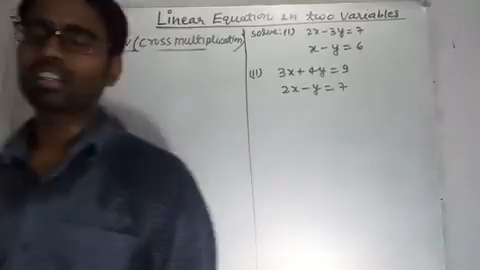 Linear Equation in two variables
(Cross multiplication)
Solve: (i) 2x-3y=7
x-y=6
(ii) 3x+4y=9
2x-y=7